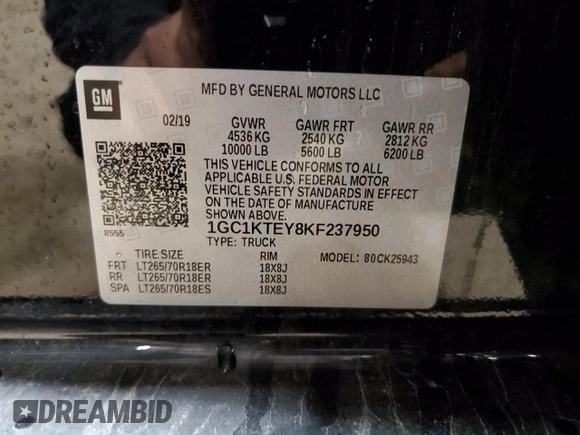 GM
MFD BY GENERAL MOTORS LLC
02/19 GVWR GAWR FRT GAWR RR
4536 KG 2540 KG 2812 KG
10000 LB 5600 LB 6200 LB
THIS VEHICLE CONFORMS TO ALL
APPLICABLE U.S. FEDERAL MOTOR
VEHICLE SAFETY STANDARDS IN EFFECT
ON THE DATE OF MANUFACTURE
SHOWN ABOVE.
8555 1GC1KTEY8KF237950
TYPE: TRUCK
TIRE SIZE RIM MODEL: 80CK25943
FRT LT265/70R18ER 18X8J
RR LT265/70R18ER 18X8J
SPA LT265/70R18ES 18X8J
DREAMBID